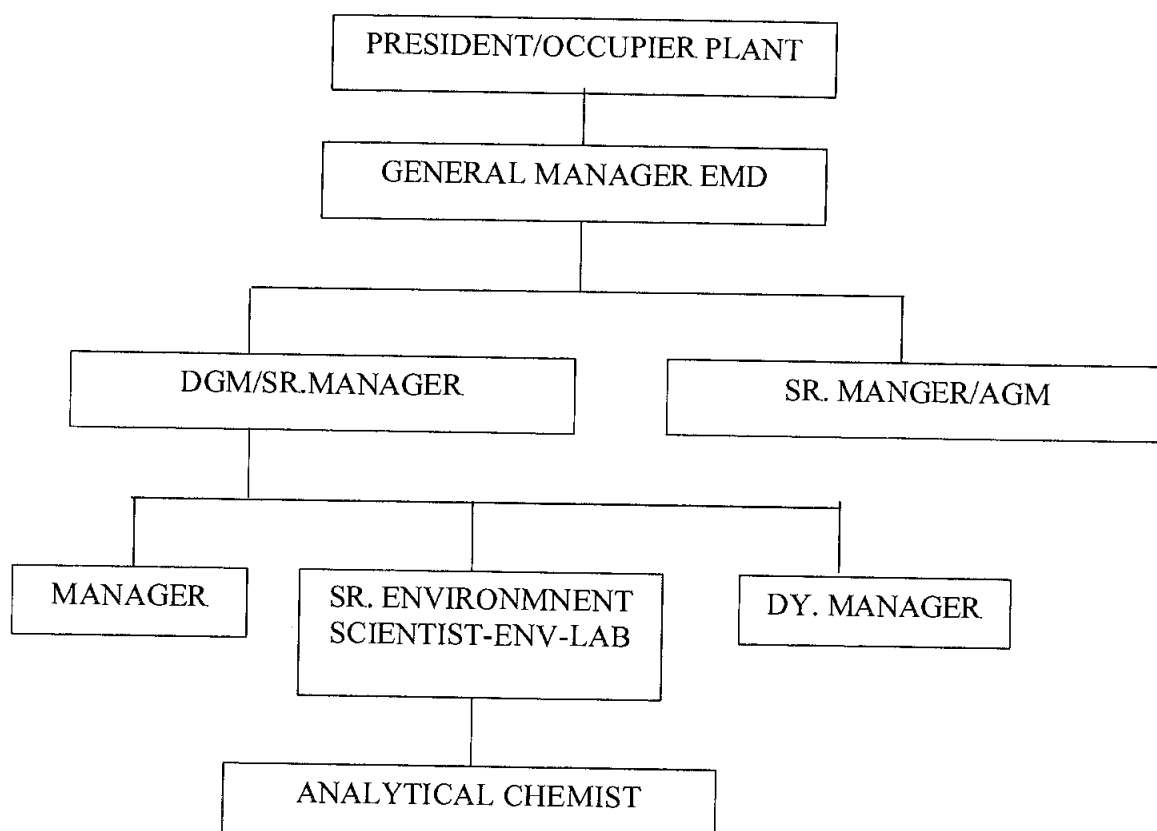 PRESIDENT/OCCUPIER PLANT
GENERAL MANAGER EMD
DGM/SR.MANAGER
SR. MANGER/AGM
MANAGER
SR. ENVIRONMNENT
SCIENTIST-ENV-LAB
DY. MANAGER
ANALYTICAL CHEMIST